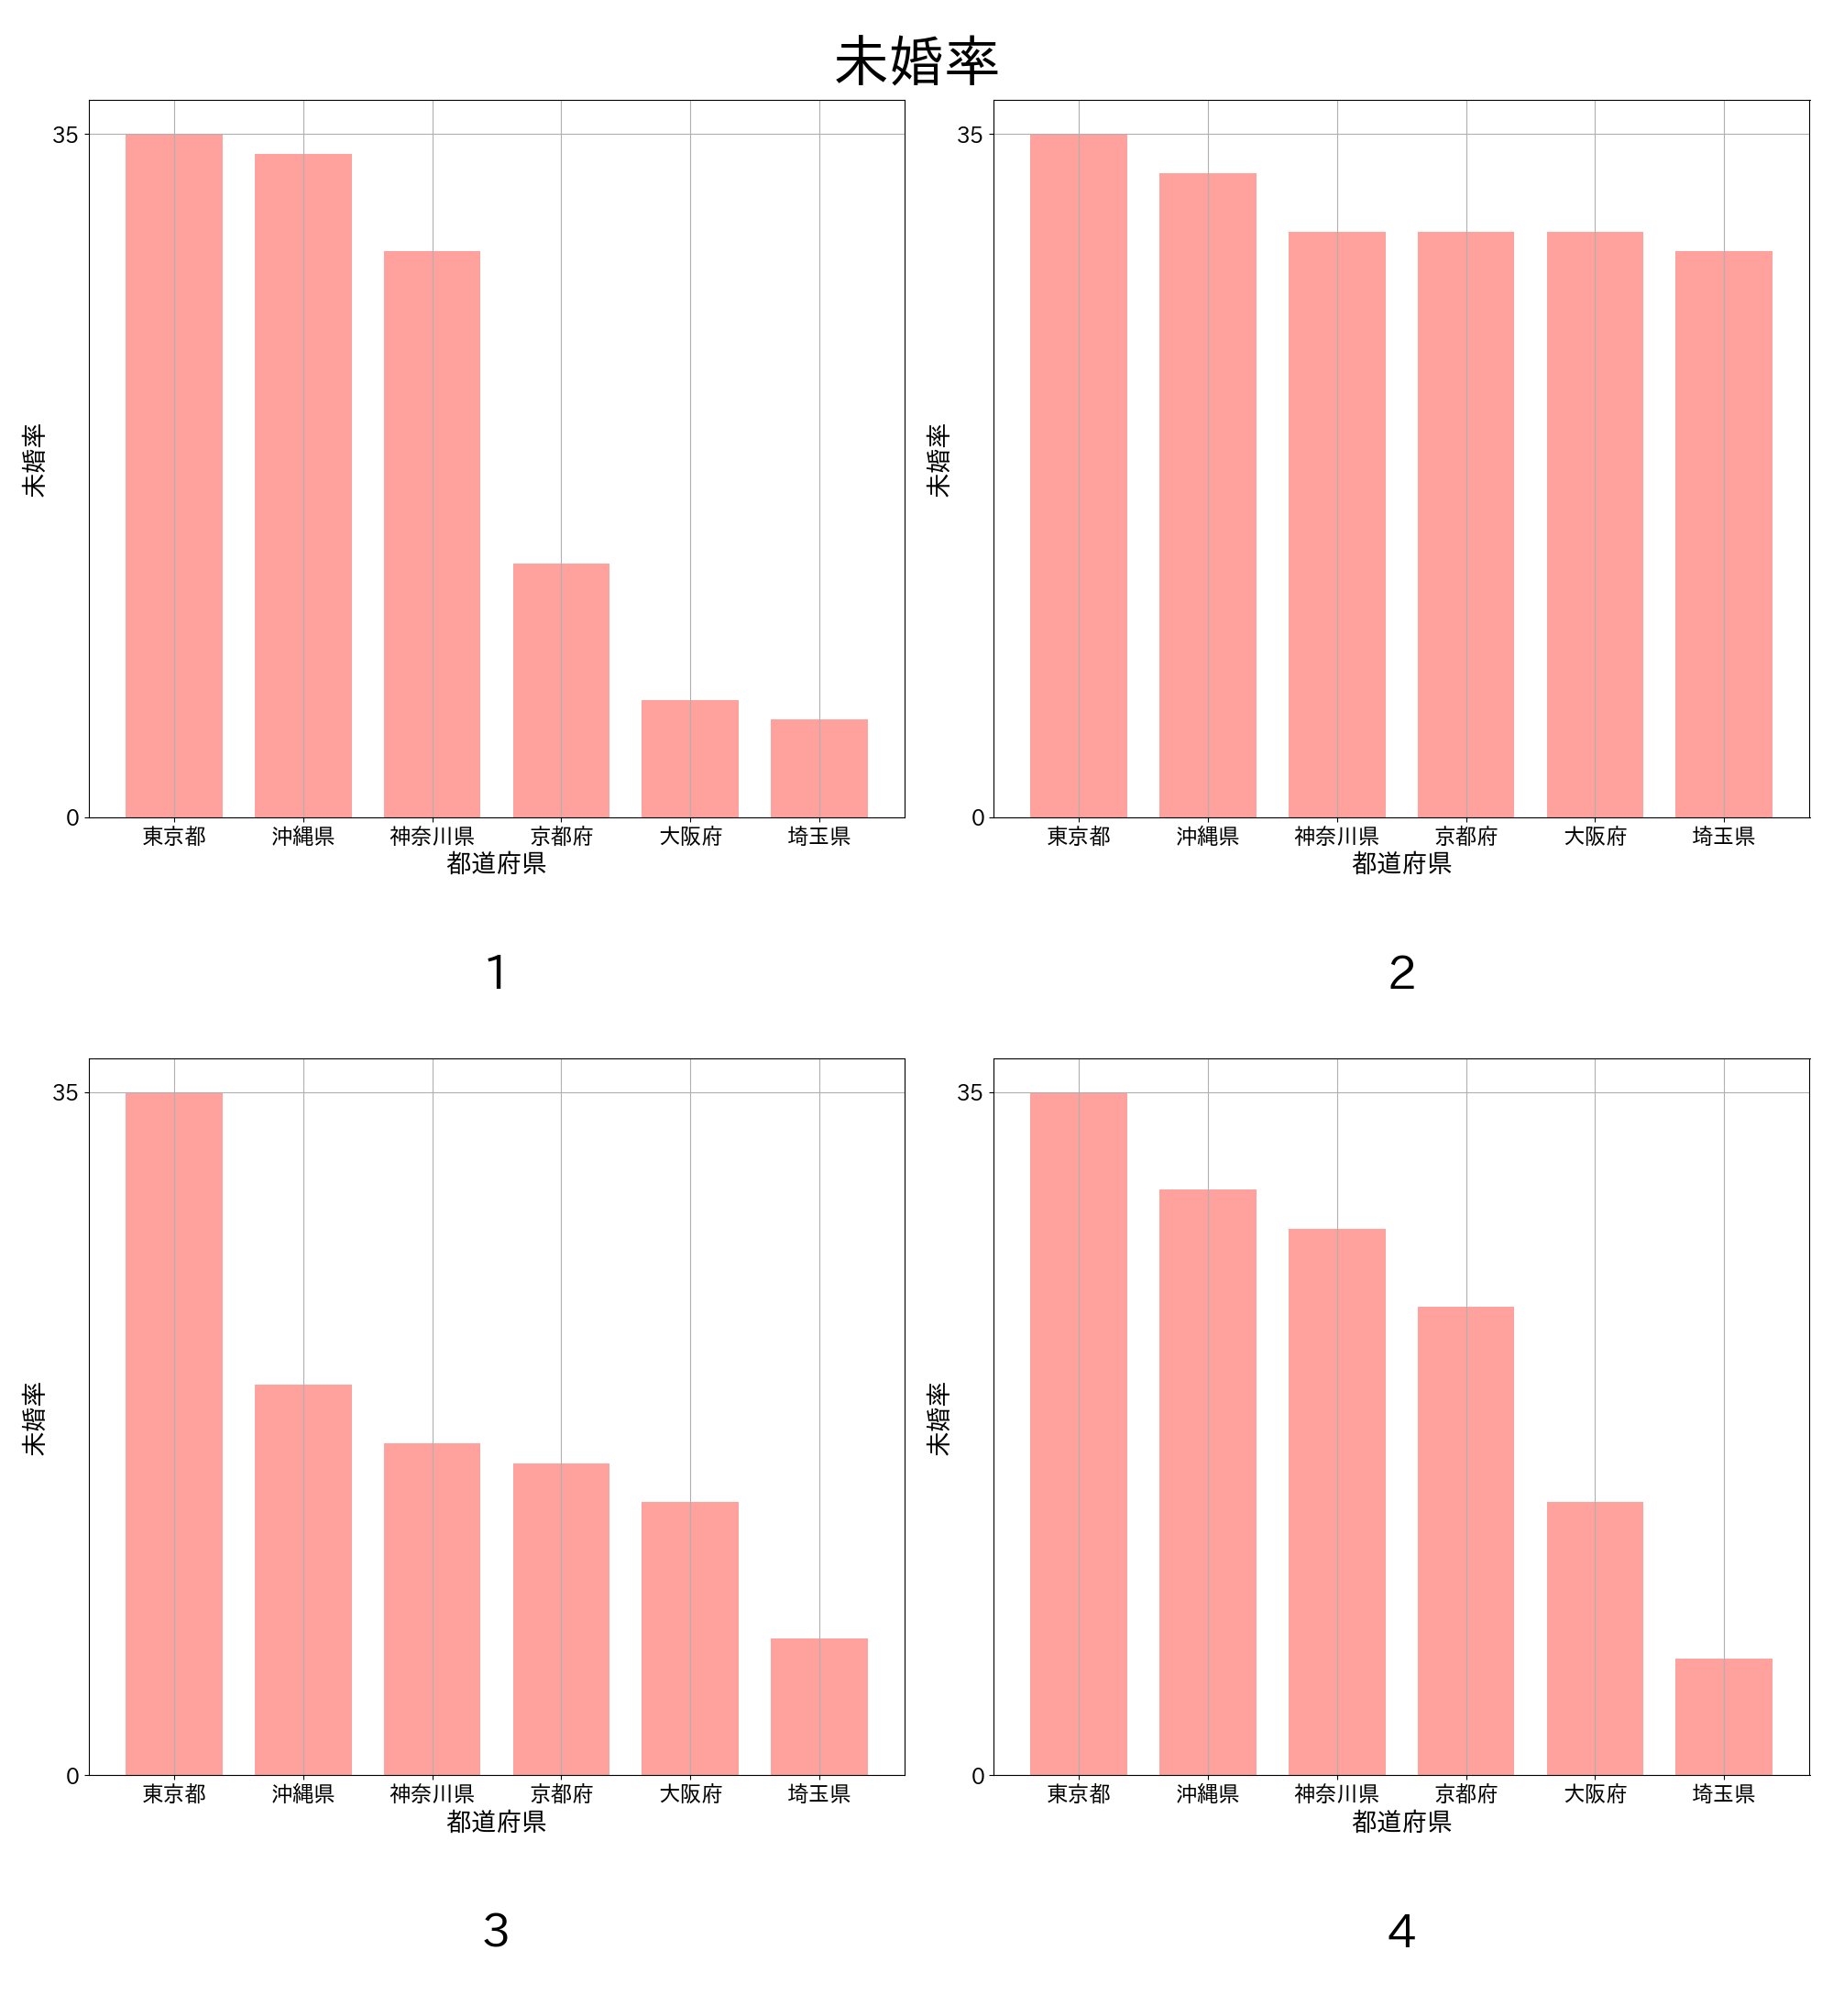 未婚率
35
0
未婚率
東京都 沖縄県 神奈川県 京都府 大阪府 埼玉県
都道府県
1
35
0
未婚率
東京都 沖縄県 神奈川県 京都府 大阪府 埼玉県
都道府県
2
35
0
未婚率
東京都 沖縄県 神奈川県 京都府 大阪府 埼玉県
都道府県
3
35
0
未婚率
東京都 沖縄県 神奈川県 京都府 大阪府 埼玉県
都道府県
4